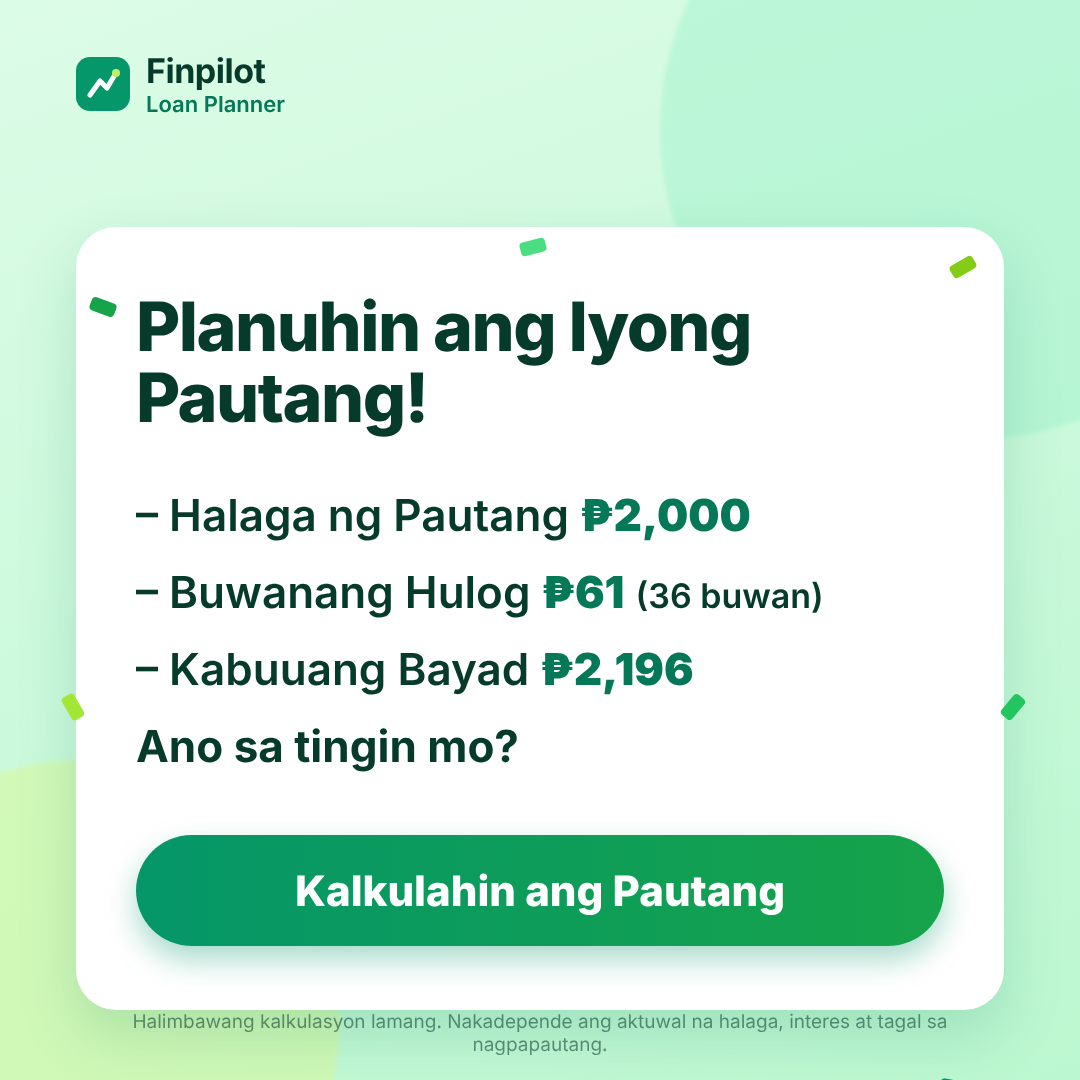 Finpilot
Loan Planner
Planuhin ang Iyong
Pautang!
– Halaga ng Pautang ₱2,000
– Buwanang Hulog ₱61 (36 buwan)
– Kabuuang Bayad ₱2,196
Ano sa tingin mo?
Kalkulahin ang Pautang
Halimbawang kalkulasyon lamang. Nakadepende ang aktuwal na halaga, interes at tagal sa
nagpapautang.